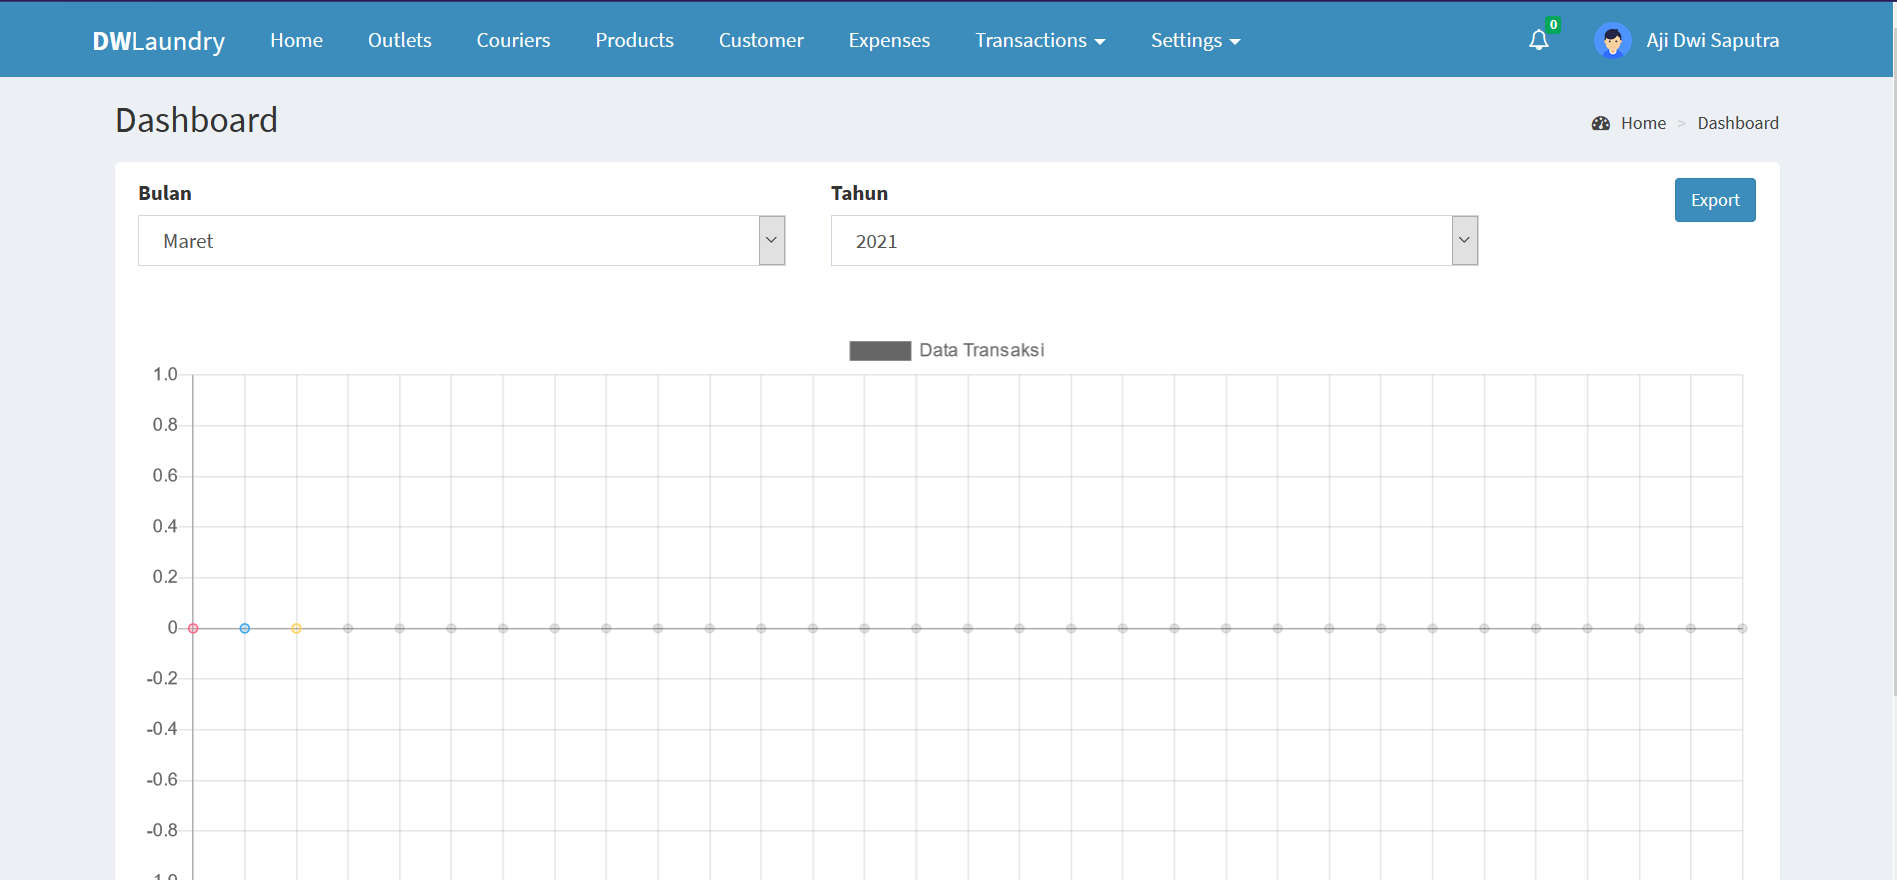 DWLaundry Home Outlets Couriers Products Customer Expenses Transactions Settings 0 Aji Dwi Saputra
Dashboard
Home > Dashboard
Bulan
Tahun
Export
Maret
2021
Data Transaksi
1.0
0.8
0.6
0.4
0.2
0
-0.2
-0.4
-0.6
-0.8